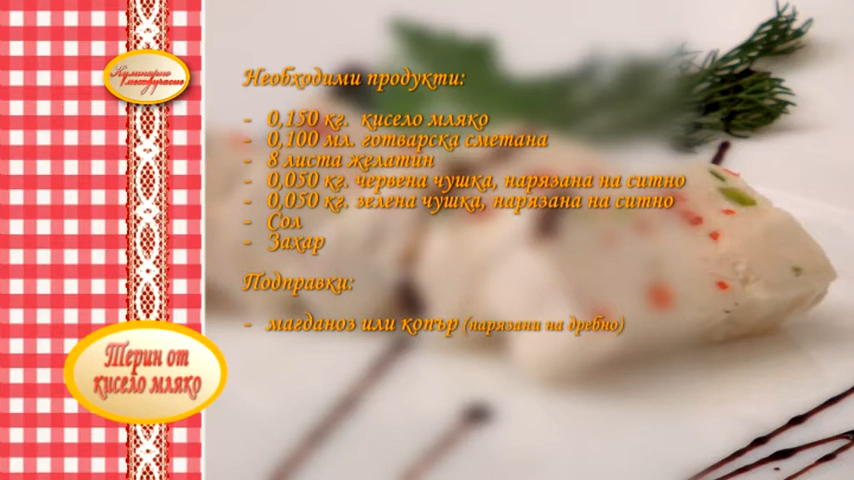 Кулинарно
Необходими продукти:
- 0,150 кг. кисело мляко
- 0,100 мл. готварска сметана
- 8 листа желатин
- 0,050 кг. червена чушка, нарязана на ситно
- 0,050 кг. зелена чушка, нарязана на ситно
- Сол
- Захар
Подправки:
- магданоз или копър (нарязани на дребно)
Терин от
кисело мляко